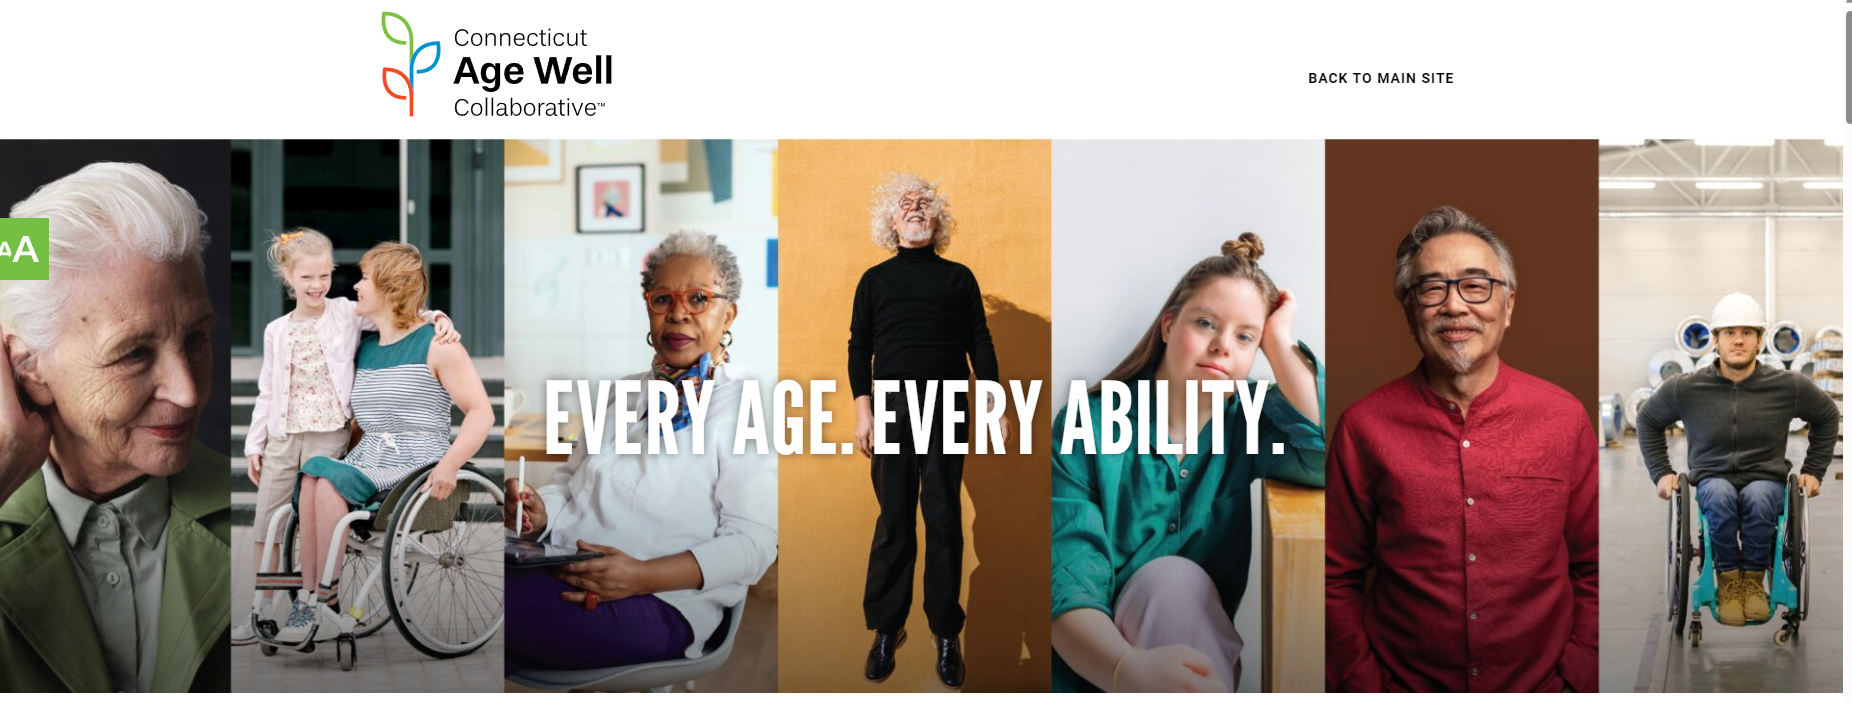 Connecticut
Age Well
Collaborative™
BACK TO MAIN SITE
AA
EVERY AGE. EVERY ABILITY.